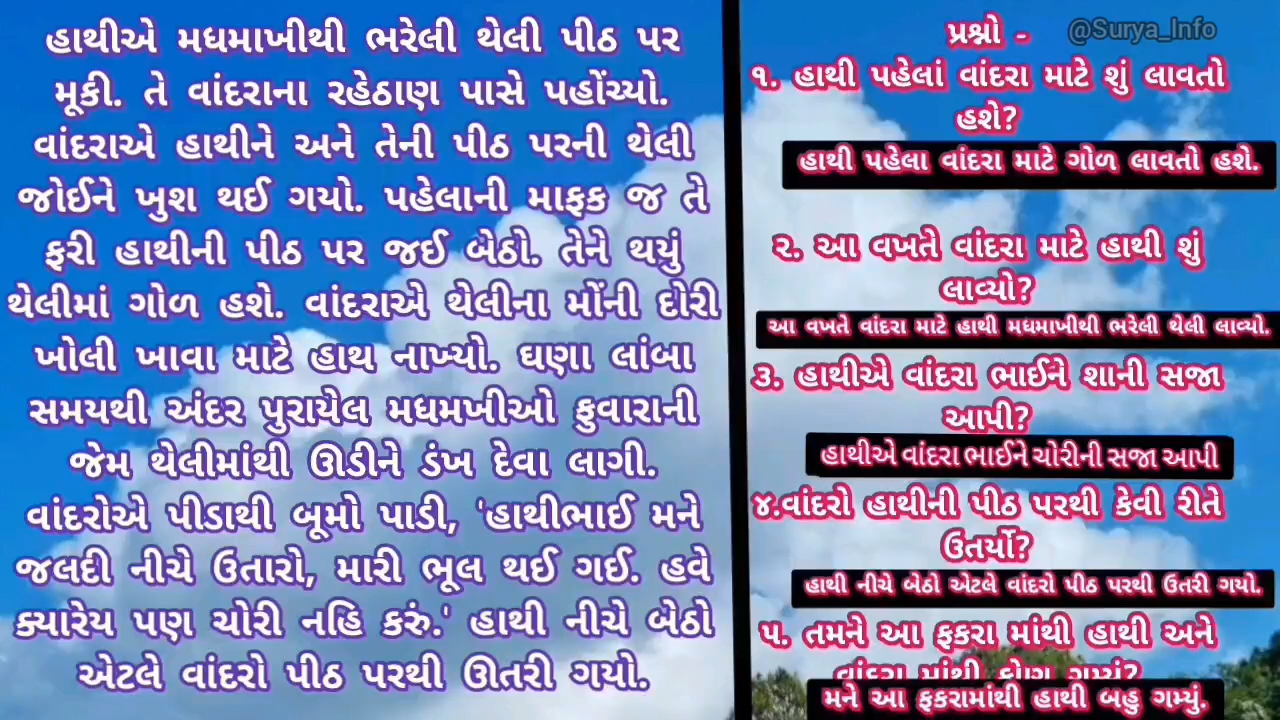 હાથીએ મધમાખીથી ભરેલી થેલી પીઠ પર
મૂકી. તે વાંદરાના રહેઠાણ પાસે પહોંચ્યો.
વાંદરાએ હાથીને અને તેની પીઠ પરની થેલી
જોઈને ખુશ થઈ ગયો. પહેલાની માફક જ તે
ફરી હાથીની પીઠ પર જઈ બેઠો. તેને થયું
થેલીમાં ગોળ હશે. વાંદરાએ થેલીના મોંની દોરી
ખોલી ખાવા માટે હાથ નાખ્યો. ઘણા લાંબા
સમયથી અંદર પુરાયેલ મધમખીઓ ફુવારાની
જેમ થેલીમાંથી ઊડીને ડંખ દેવા લાગી.
વાંદરોએ પીડાથી બૂમો પાડી, 'હાથીભાઈ મને
જલદી નીચે ઉતારો, મારી ભૂલ થઈ ગઈ. હવે
ક્યારેય પણ ચોરી નહિ કરું.' હાથી નીચે બેઠો
એટલે વાંદરો પીઠ પરથી ઊતરી ગયો.
પ્રશ્નો -
@Surya_Info
૧. હાથી પહેલાં વાંદરા માટે શું લાવતો
હશે?
હાથી પહેલા વાંદરા માટે ગોળ લાવતો હશે.
૨. આ વખતે વાંદરા માટે હાથી શું
લાવ્યો?
આ વખતે વાંદરા માટે હાથી મધમાખીથી ભરેલી થેલી લાવ્યો.
૩. હાથીએ વાંદરા ભાઈને શાની સજા
આપી?
હાથીએ વાંદરા ભાઈને ચોરીની સજા આપી
૪.વાંદરો હાથીની પીઠ પરથી કેવી રીતે
ઉતર્યો?
હાથી નીચે બેઠો એટલે વાંદરો પીઠ પરથી ઉતરી ગયો.
૫. તમને આ ફકરા માંથી હાથી અને
વાંદરા માંથી કોણ ગમ્યું?
મને આ ફકરામાંથી હાથી બહુ ગમ્યું.